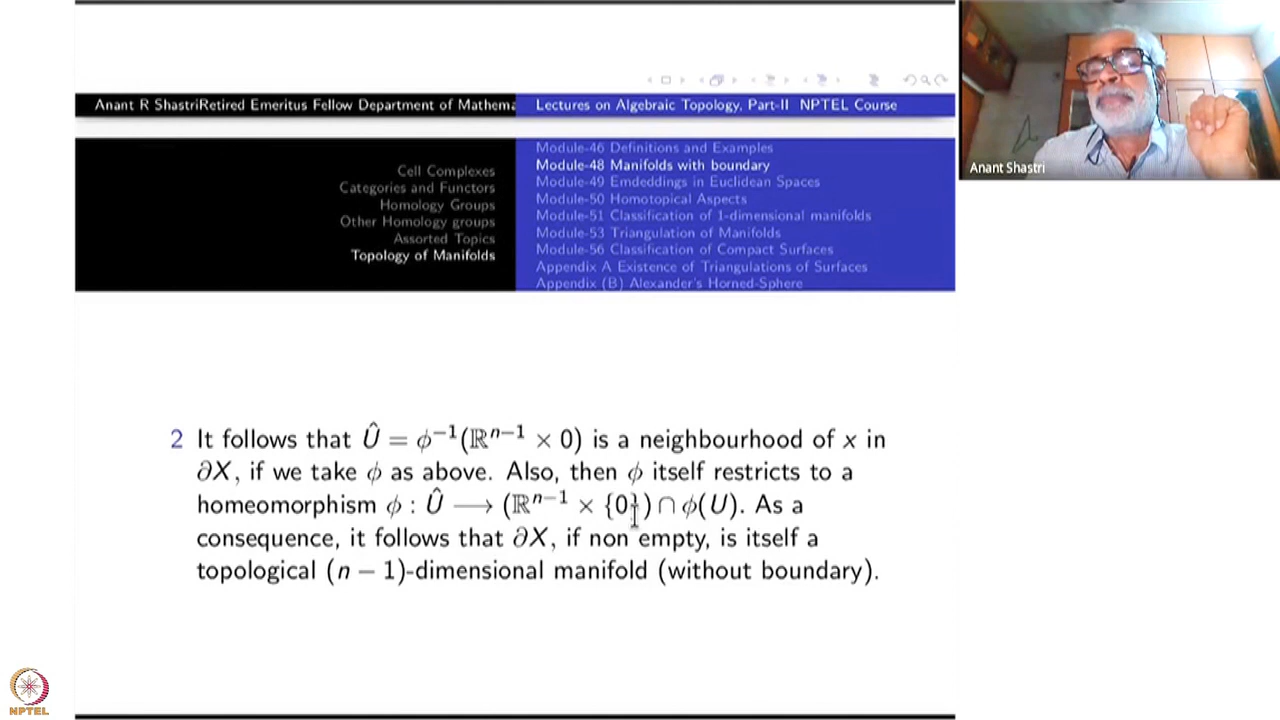 Anant R ShastriRetired Emeritus Fellow Department of Mathema
Lectures on Algebraic Topology, Part-II NPTEL Course
Cell Complexes
Categories and Functors
Homology Groups
Other Homology groups
Assorted Topics
Topology of Manifolds
Module-46 Definitions and Examples
Module-48 Manifolds with boundary
Module-49 Emdeddings in Euclidean Spaces
Module-50 Homotopical Aspects
Module-51 Classification of 1-dimensional manifolds
Module-53 Triangulation of Manifolds
Module-56 Classification of Compact Surfaces
Appendix A Existence of Triangulations of Surfaces
Appendix (B) Alexander's Horned-Sphere
Anant Shastri
2 It follows that Û = ϕ⁻¹(ℝⁿ⁻¹ × 0) is a neighbourhood of x in
∂X, if we take ϕ as above. Also, then ϕ itself restricts to a
homeomorphism ϕ : Û ⟶ (ℝⁿ⁻¹ × {0}) ∩ ϕ(U). As a
consequence, it follows that ∂X, if non empty, is itself a
topological (n − 1)-dimensional manifold (without boundary).
NPTEL